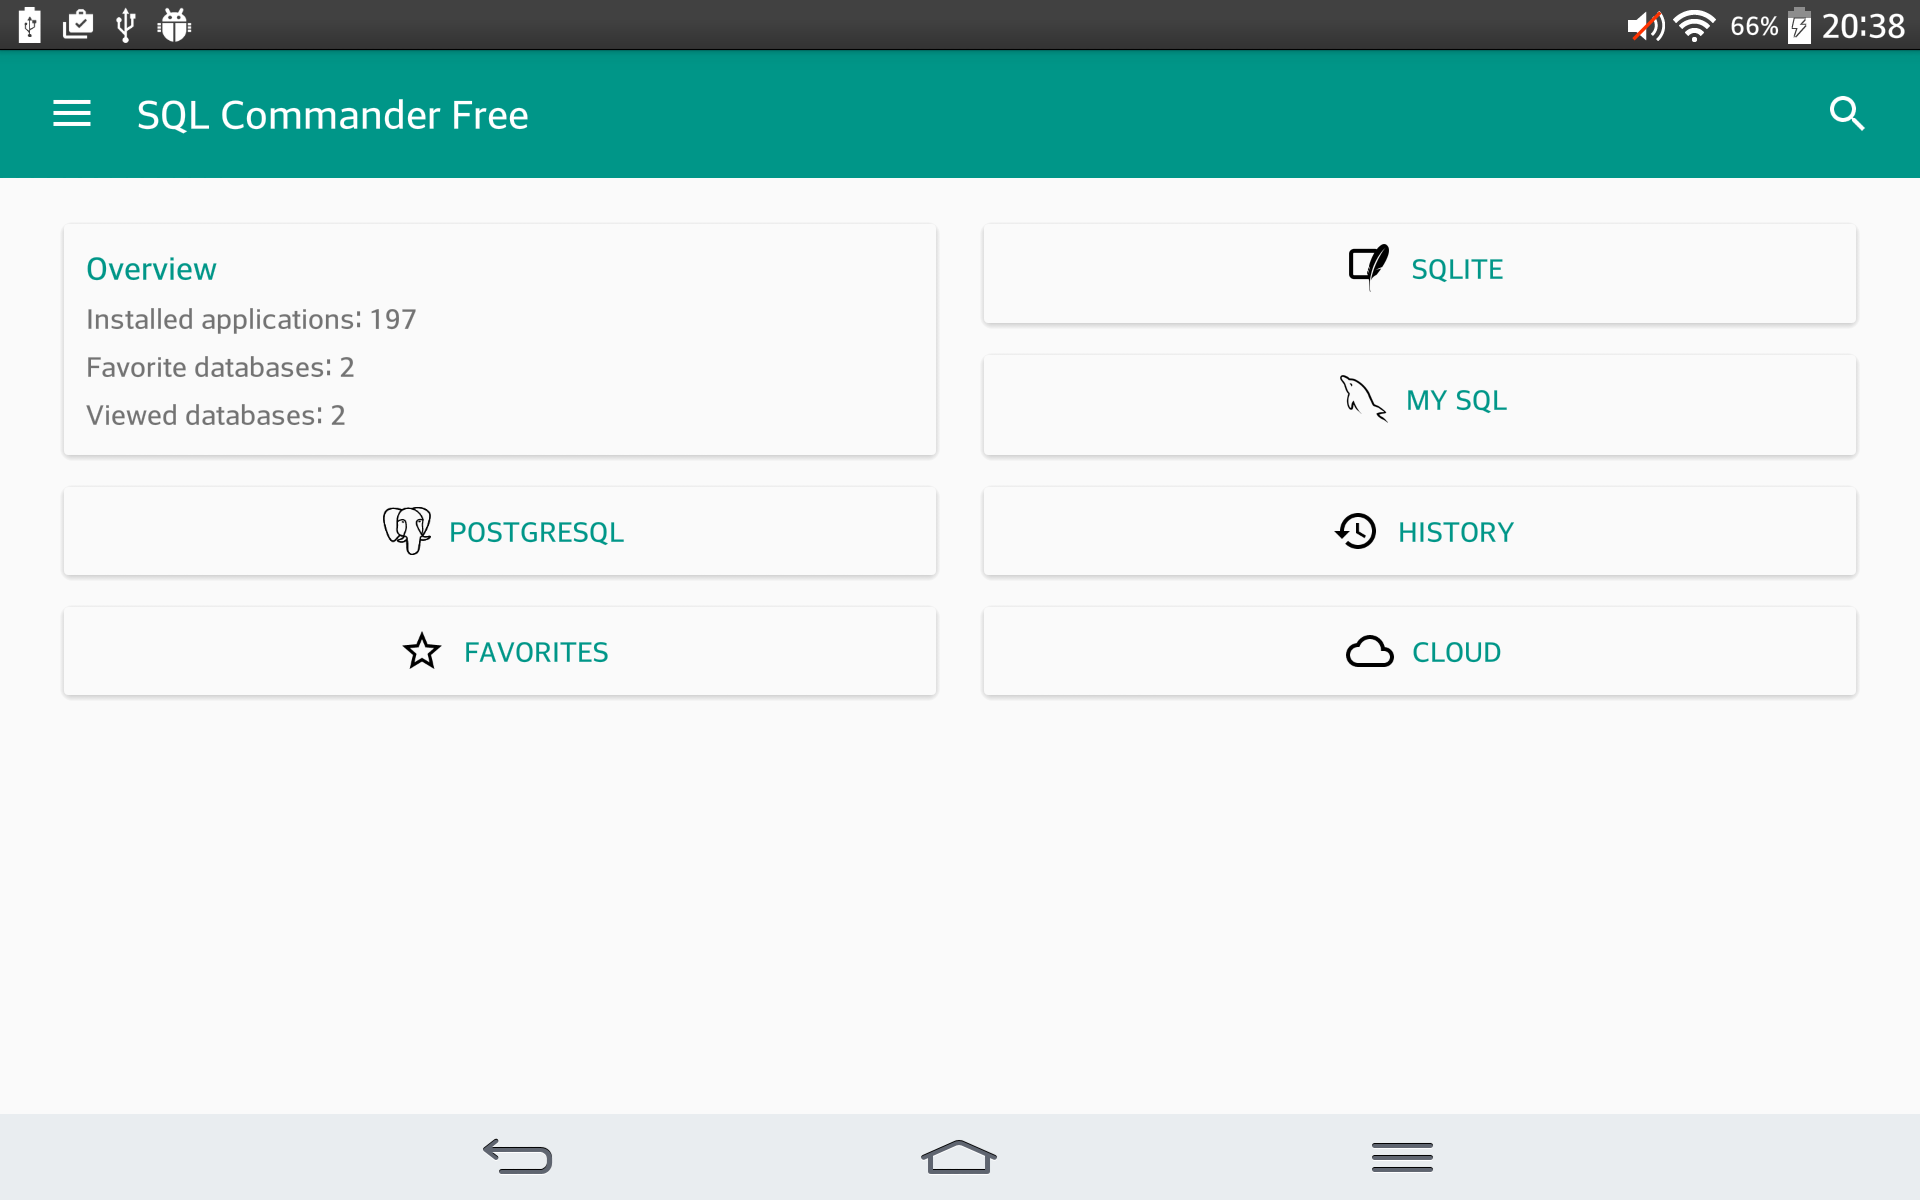 66% 20:38
SQL Commander Free
Overview
Installed applications: 197
Favorite databases: 2
Viewed databases: 2
SQLITE
MY SQL
POSTGRESQL
HISTORY
FAVORITES
CLOUD